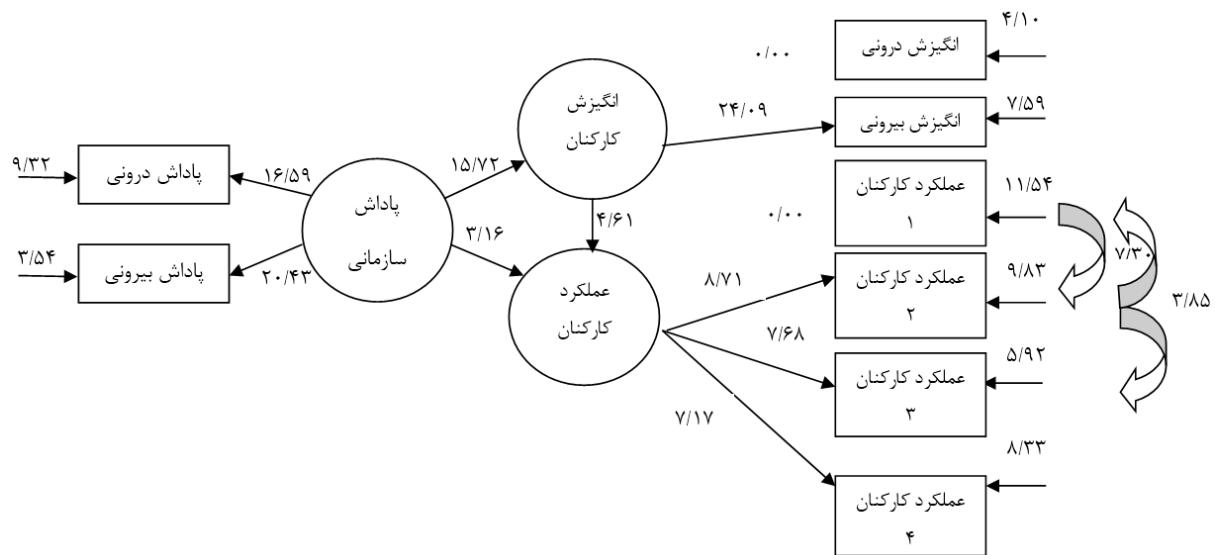 ۴/۱۰
انگیزش درونی
۰/۰۰
۷/۵۹
انگیزش بیرونی
۲۴/۰۹
انگیزش
کارکنان
۱۵/۷۲
۹/۳۲
پاداش درونی
۱۶/۵۹
پاداش
سازمانی
۳/۵۴
پاداش بیرونی
۲۰/۴۳
۳/۱۶
۴/۶۱
عملکرد
کارکنان
۱۱/۵۴
عملکرد کارکنان
۱
۰/۰۰
۹/۸۳
عملکرد کارکنان
2
۸/۷۱
۷/۳۰
۳/۸۵
۵/۹۲
عملکرد کارکنان
۳
۷/۶۸
۸/۳۳
عملکرد کارکنان
۴
۷/۱۷